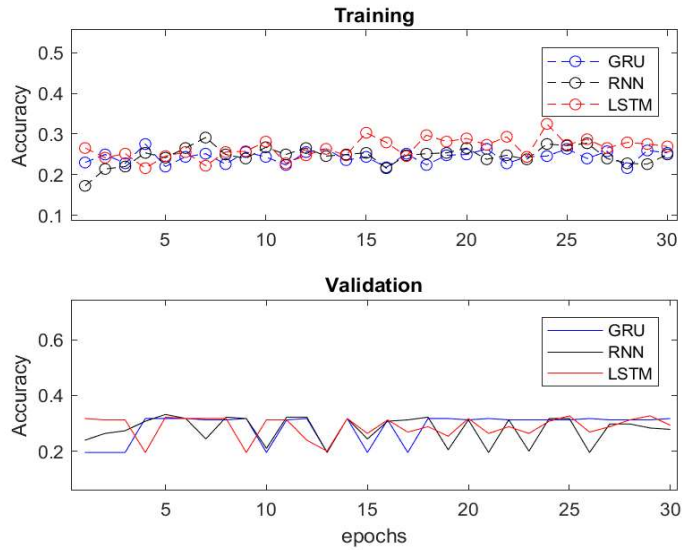 Training
Accuracy
0.5
0.4
0.3
0.2
0.1
GRU
RNN
LSTM
5 10 15 20 25 30
Validation
Accuracy
0.6
0.4
0.2
GRU
RNN
LSTM
5 10 15 20 25 30
epochs